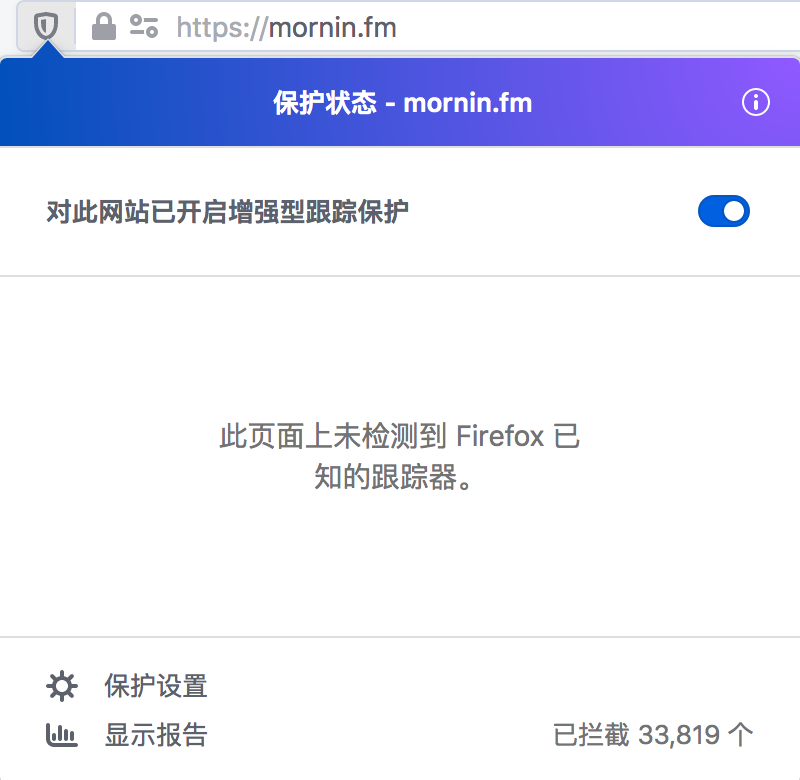 https://mornin.fm
保护状态 - mornin.fm
对此网站已开启增强型跟踪保护
此页面上未检测到 Firefox 已
知的跟踪器。
保护设置
显示报告 已拦截 33,819 个